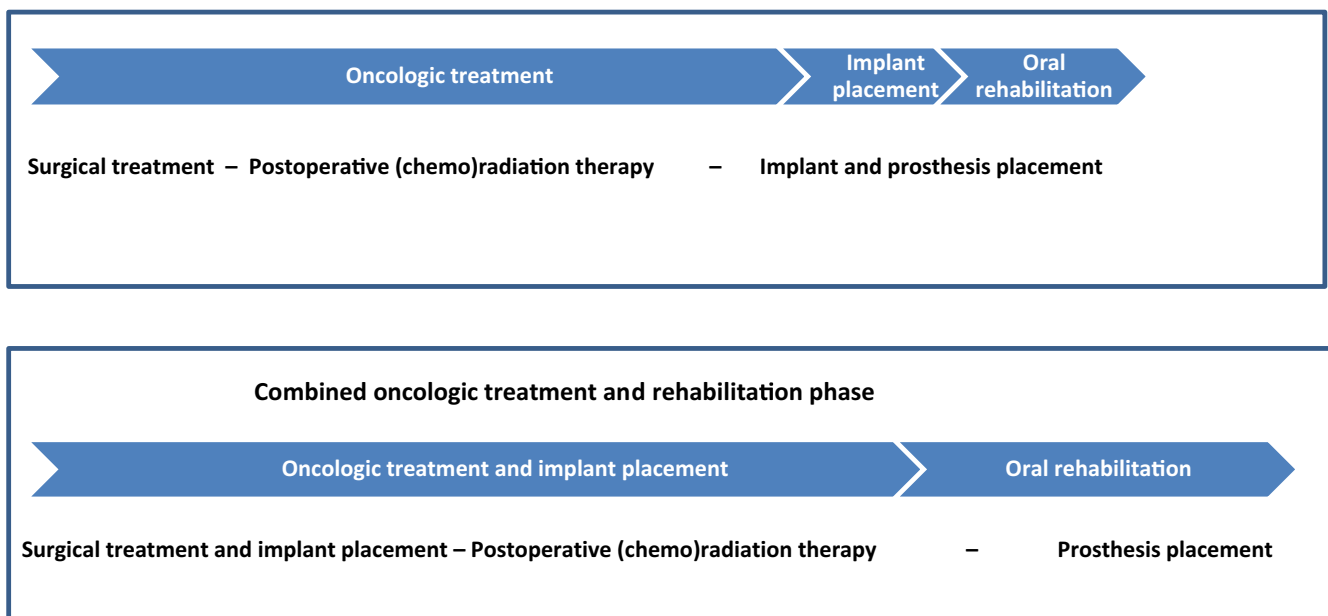 Oncologic treatment
Implant placement
Oral rehabilitation
Surgical treatment – Postoperative (chemo)radiation therapy – Implant and prosthesis placement
Combined oncologic treatment and rehabilitation phase
Oncologic treatment and implant placement
Oral rehabilitation
Surgical treatment and implant placement – Postoperative (chemo)radiation therapy – Prosthesis placement